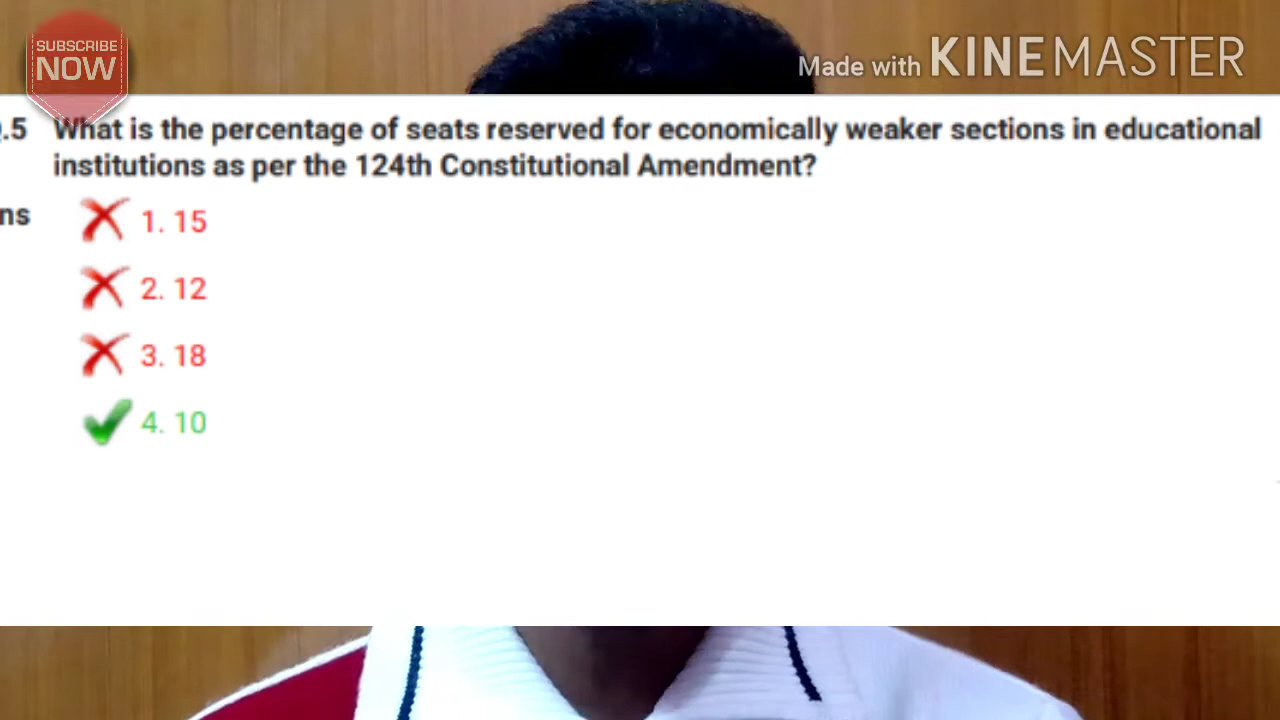 SUBSCRIBE
NOW
Made with KINEMASTER
.5 What is the percentage of seats reserved for economically weaker sections in educational
institutions as per the 124th Constitutional Amendment?
ns
1. 15
2. 12
3. 18
4. 10